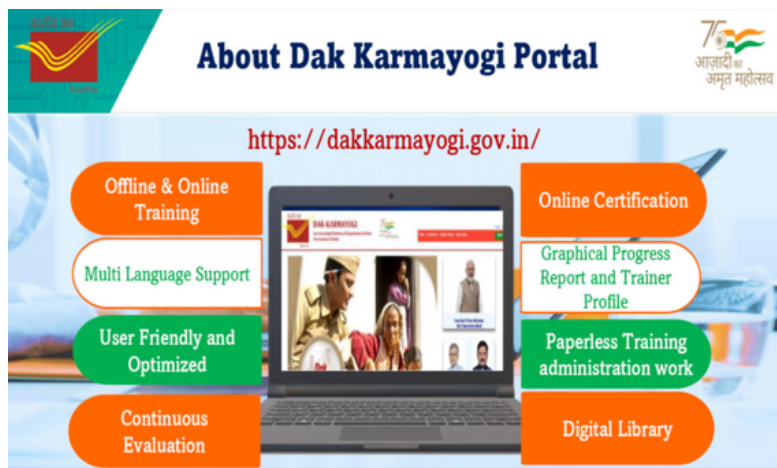 About Dak Karmayogi Portal
75
आज़ादी का
अमृत महोत्सव
https://dakkarmayogi.gov.in/
Offline & Online
Training
Multi Language Support
User Friendly and
Optimized
Continuous
Evaluation
DAK-KARMAYOGI
Online Certification
Graphical Progress
Report and Trainer
Profile
Paperless Training
administration work
Digital Library